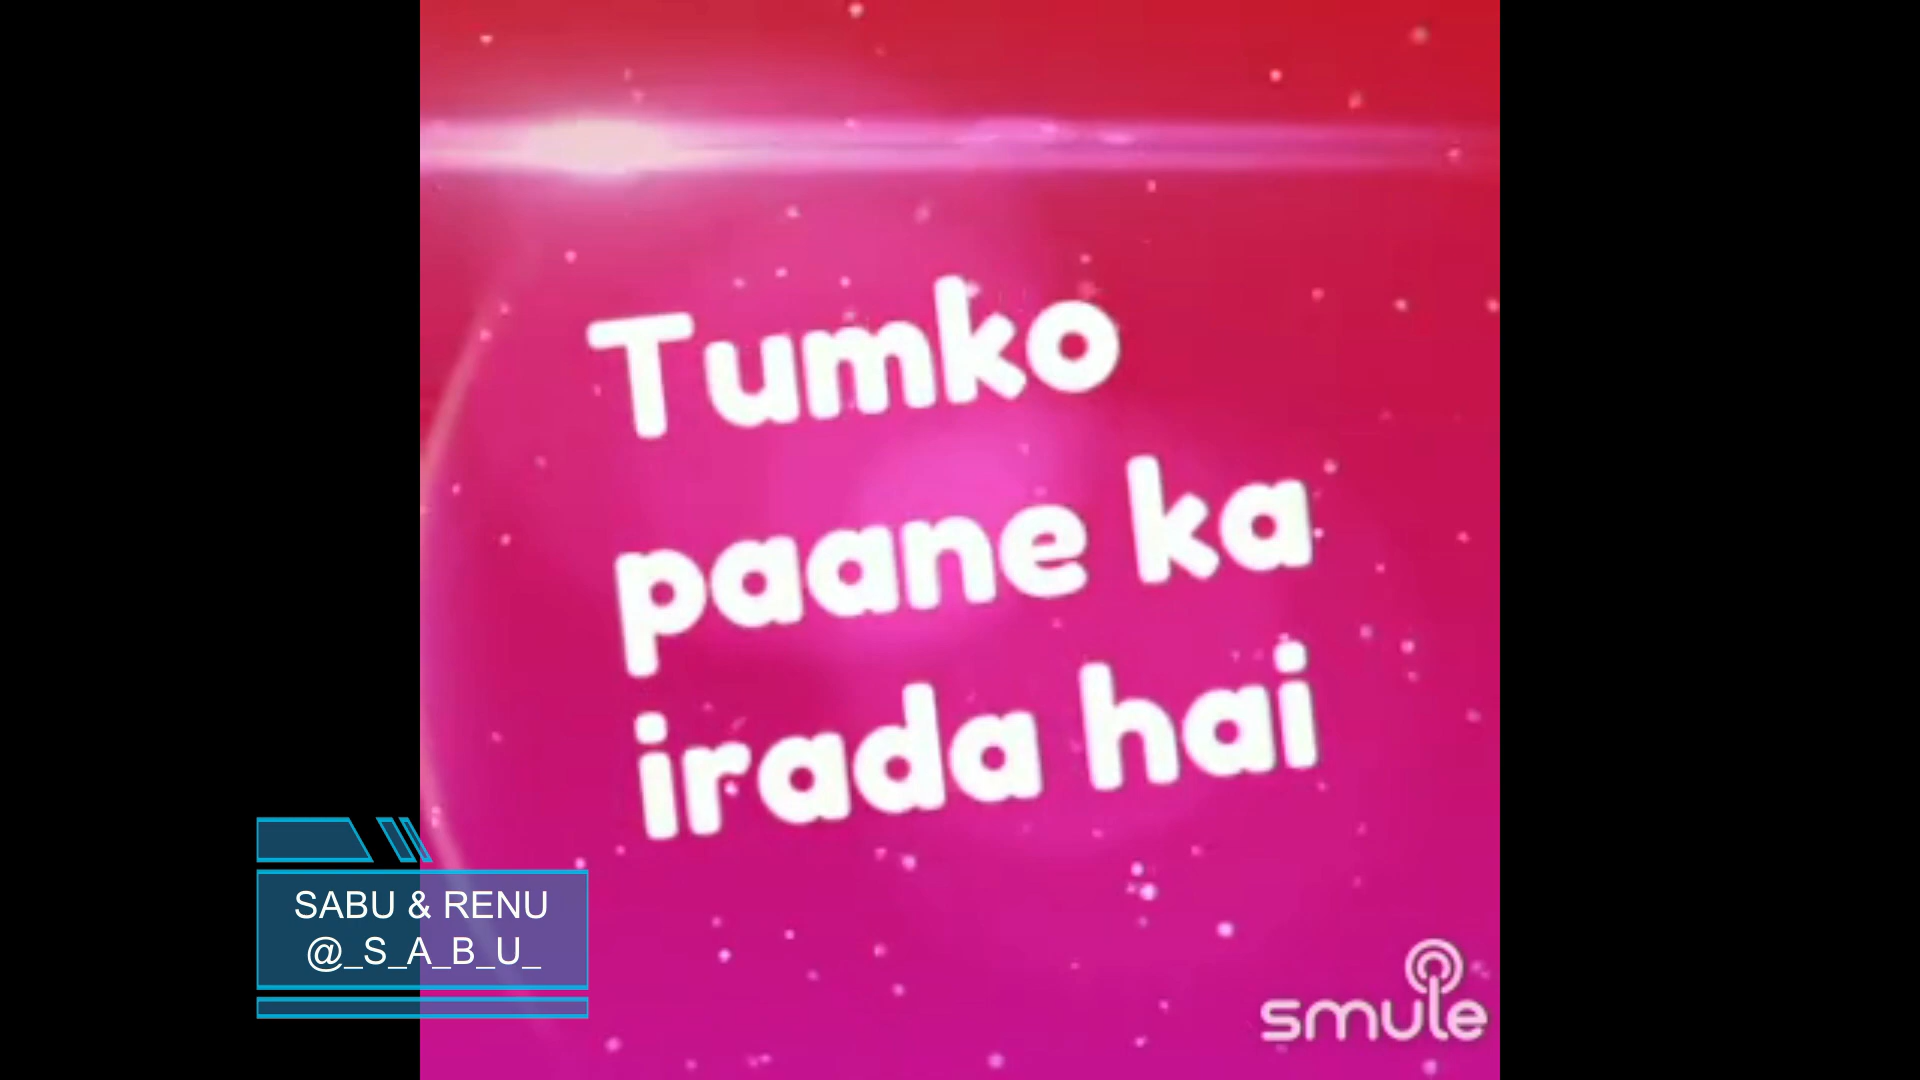 Tumko
paane ka
irada hai
SABU & RENU
@_S_A_B_U_
smule